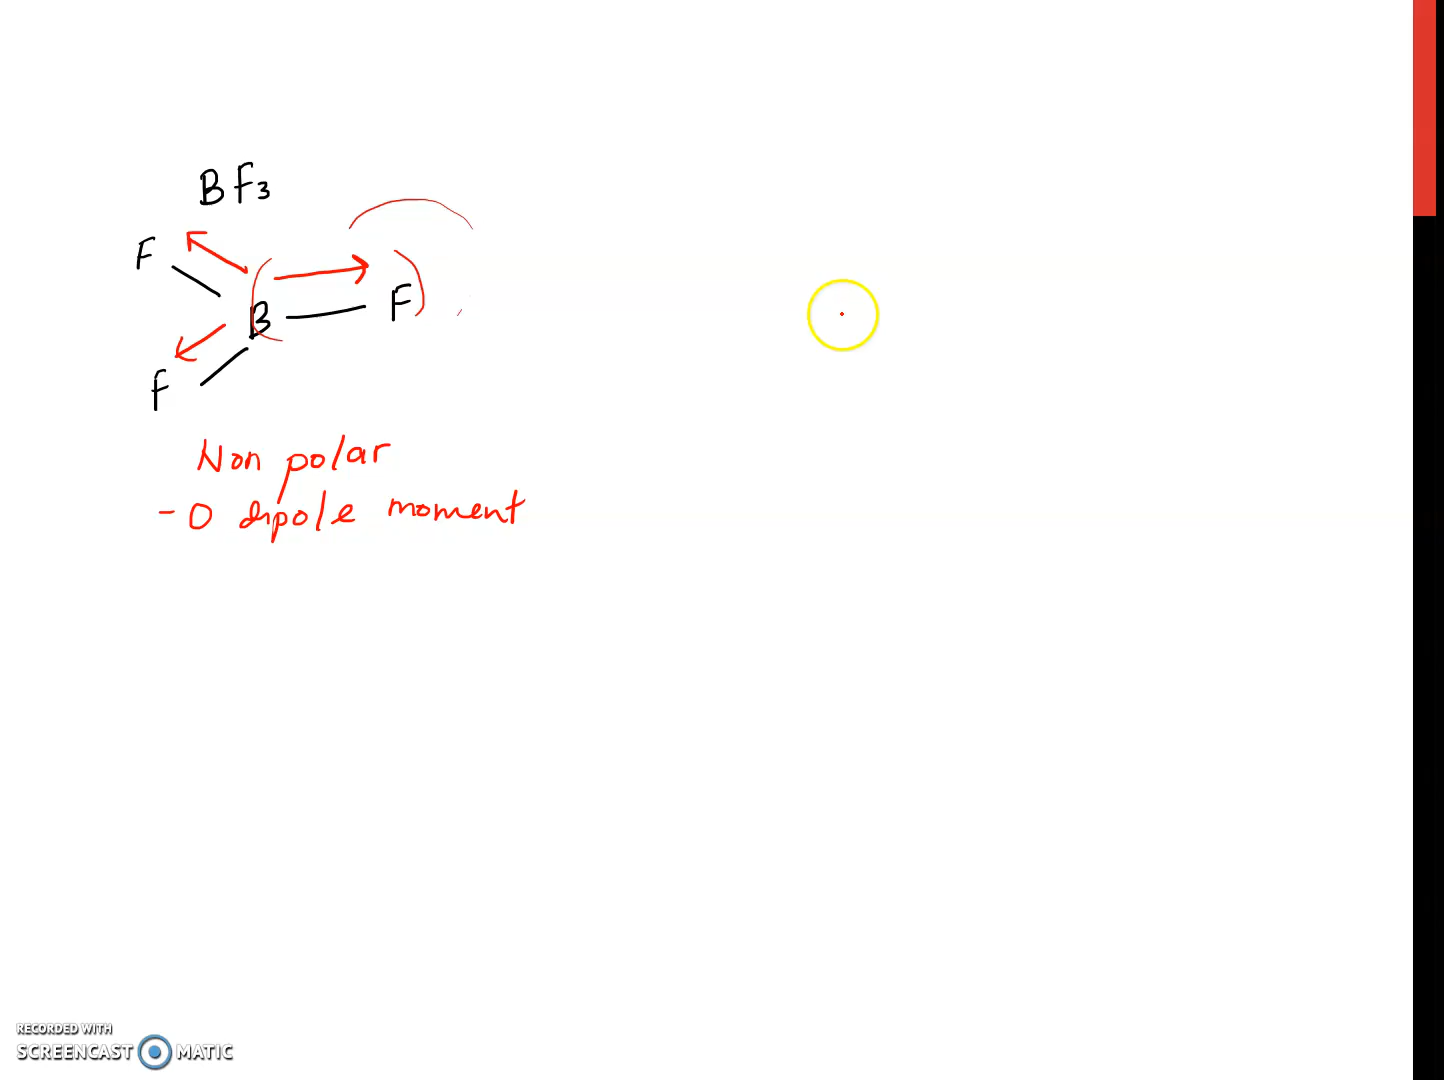 BF3
F
B
F
F
Non polar
- 0 dipole moment
RECORDED WITH
SCREENCAST MATIC